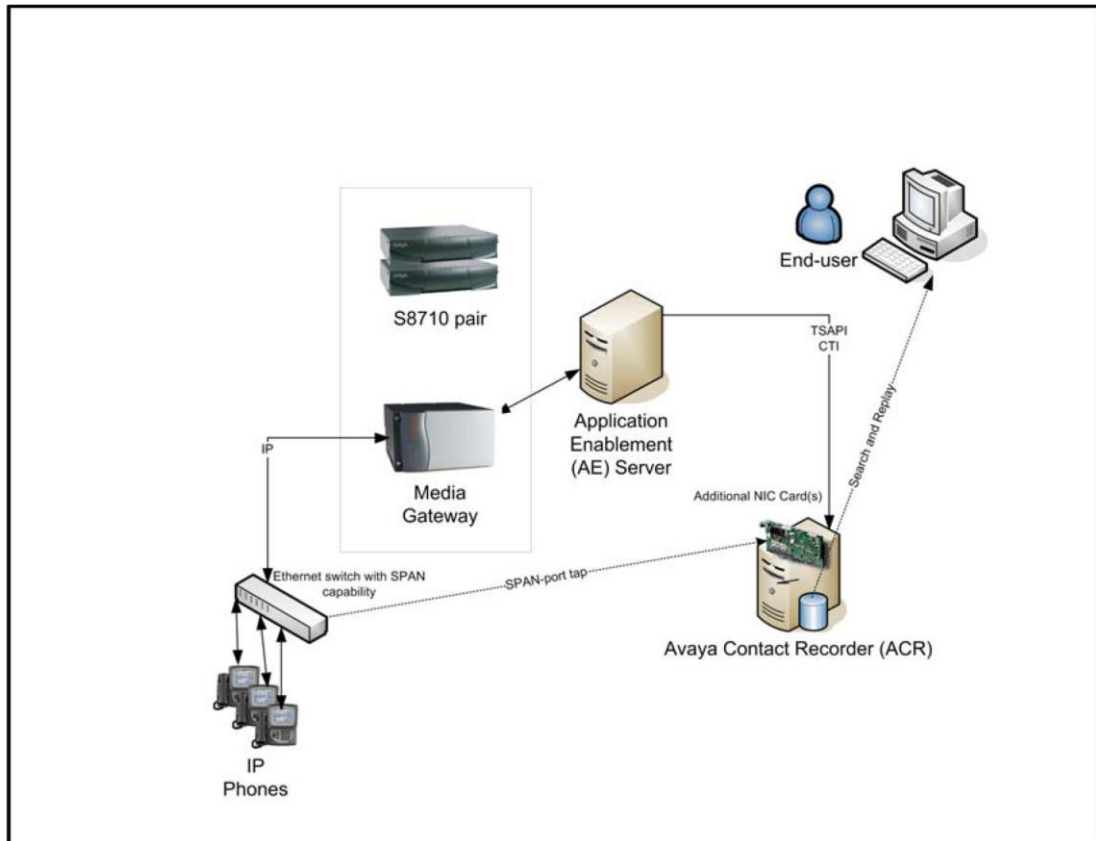 S8710 pair
End-user
TSAPI
CTI
Application
Enablement
(AE) Server
IP
Media
Gateway
Search and Replay
Additional NIC Card(s)
Ethernet switch with SPAN
capability
SPAN-port tap
Avaya Contact Recorder (ACR)
IP
Phones